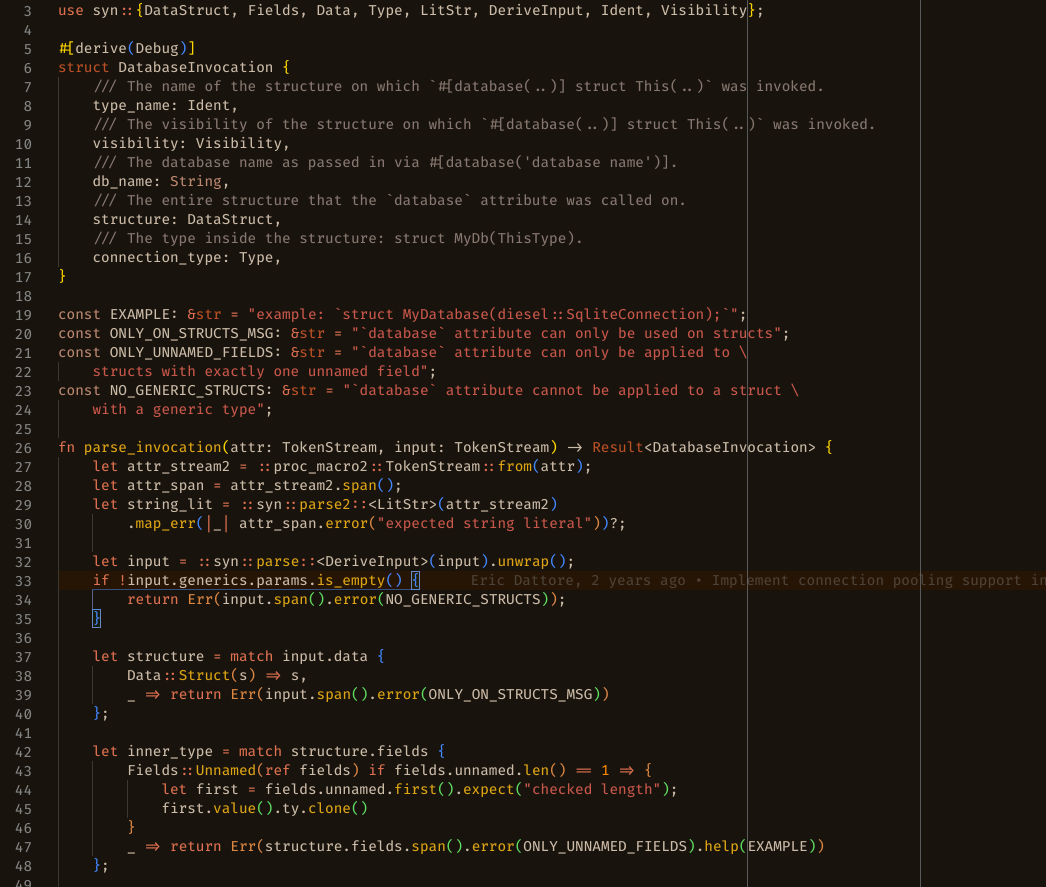 3 use syn::{DataStruct, Fields, Data, Type, LitStr, DeriveInput, Ident, Visibility};
4
5 #[derive(Debug)]
6 struct DatabaseInvocation {
7     /// The name of the structure on which `#[database(..)] struct This(..)` was invoked.
8     type_name: Ident,
9     /// The visibility of the structure on which `#[database(..)] struct This(..)` was invoked.
10     visibility: Visibility,
11     /// The database name as passed in via #[database('database name')].
12     db_name: String,
13     /// The entire structure that the `database` attribute was called on.
14     structure: DataStruct,
15     /// The type inside the structure: struct MyDb(ThisType).
16     connection_type: Type,
17 }
18
19 const EXAMPLE: &str = "example: `struct MyDatabase(diesel::SqliteConnection);`";
20 const ONLY_ON_STRUCTS_MSG: &str = "`database` attribute can only be used on structs";
21 const ONLY_UNNAMED_FIELDS: &str = "`database` attribute can only be applied to \
22     structs with exactly one unnamed field";
23 const NO_GENERIC_STRUCTS: &str = "`database` attribute cannot be applied to a struct \
24     with a generic type";
25
26 fn parse_invocation(attr: TokenStream, input: TokenStream) -> Result<DatabaseInvocation> {
27     let attr_stream2 = ::proc_macro2::TokenStream::from(attr);
28     let attr_span = attr_stream2.span();
29     let string_lit = ::syn::parse2::<LitStr>(attr_stream2)
30         .map_err(|_| attr_span.error("expected string literal"))?;
31
32     let input = ::syn::parse::<DeriveInput>(input).unwrap();
33     if !input.generics.params.is_empty() {     Eric Dattore, 2 years ago • Implement connection pooling support in
34         return Err(input.span().error(NO_GENERIC_STRUCTS));
35     }
36
37     let structure = match input.data {
38         Data::Struct(s) => s,
39         _ => return Err(input.span().error(ONLY_ON_STRUCTS_MSG))
40     };
41
42     let inner_type = match structure.fields {
43         Fields::Unnamed(ref fields) if fields.unnamed.len() == 1 => {
44             let first = fields.unnamed.first().expect("checked length");
45             first.value().ty.clone()
46         }
47         _ => return Err(structure.fields.span().error(ONLY_UNNAMED_FIELDS).help(EXAMPLE))
48     };
49